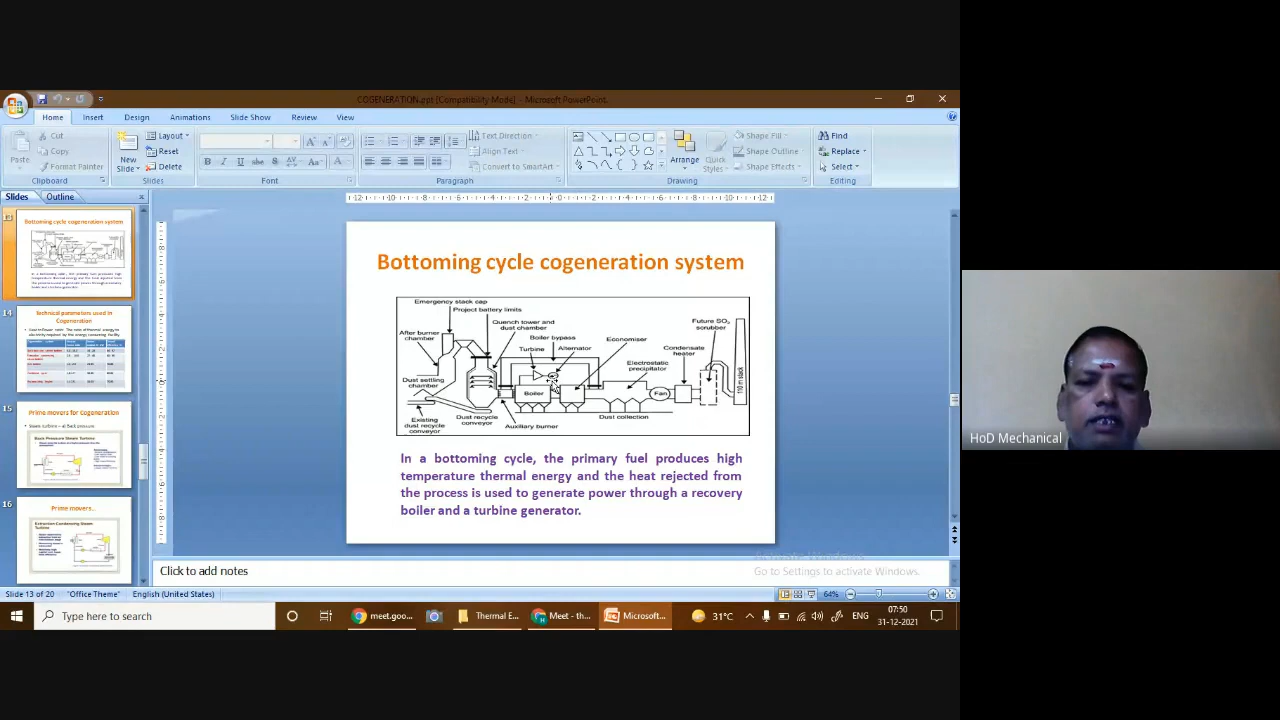 COGENERATION.ppt [Compatibility Mode] – Microsoft PowerPoint
Home Insert Design Animations Slide Show Review View
Paste
Cut
Copy
Format Painter
Clipboard
New Slide
Layout
Reset
Delete
Slides
Font
Text Direction
Align Text
Convert to SmartArt
Paragraph
Arrange
Quick Styles
Shape Fill
Shape Outline
Shape Effects
Drawing
Find
Replace
Select
Editing
Slides Outline
Bottoming cycle cogeneration system
14
Technical parameters used in
Cogeneration
15
Prime movers for Cogeneration
Steam turbine – a) Back pressure
Back Pressure Steam Turbine
16
Prime movers...
Extraction Condensing Steam
Turbine
Bottoming cycle cogeneration system
Emergency stack cap
Project battery limits
After burner
chamber
Quench tower and
dust chamber
Boiler bypass
Turbine
Alternator
Economiser
Future SO2
scrubber
Condensate
heater
Electrostatic
precipitator
Dust settling
chamber
Boiler
Fan
110 m stack
Existing
dust recycle
conveyor
Dust recycle
conveyor
Auxiliary burner
Dust collection
In a bottoming cycle, the primary fuel produces high
temperature thermal energy and the heat rejected from
the process is used to generate power through a recovery
boiler and a turbine generator.
HoD Mechanical
Activate Windows
Go to Settings to activate Windows.
Click to add notes
Slide 13 of 20 "Office Theme" English (United States) 64%
Type here to search
meet.goo...
Thermal E...
Meet - th...
Microsoft...
31°C
ENG
07:50
31-12-2021